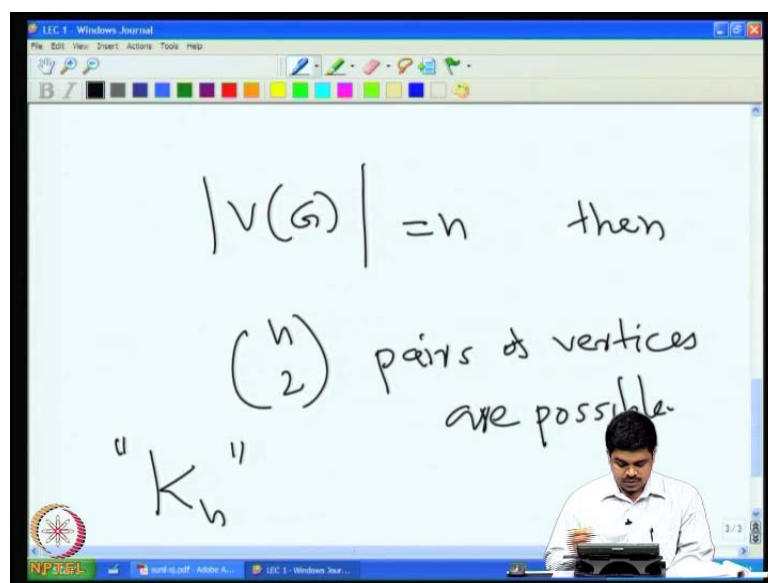 LEC 1 - Windows Journal
File Edit View Insert Actions Tools Help
B I
|V(G)| = n then
(n 2) pairs of vertices
are possible.
"Kn"
3/3
NPTEL
LEC 1 - Windows Jour...